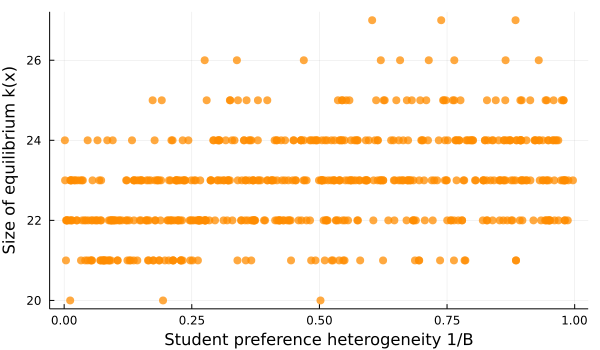 26
24
22
20
Size of equilibrium k(x)
0.00 0.25 0.50 0.75 1.00
Student preference heterogeneity 1/B